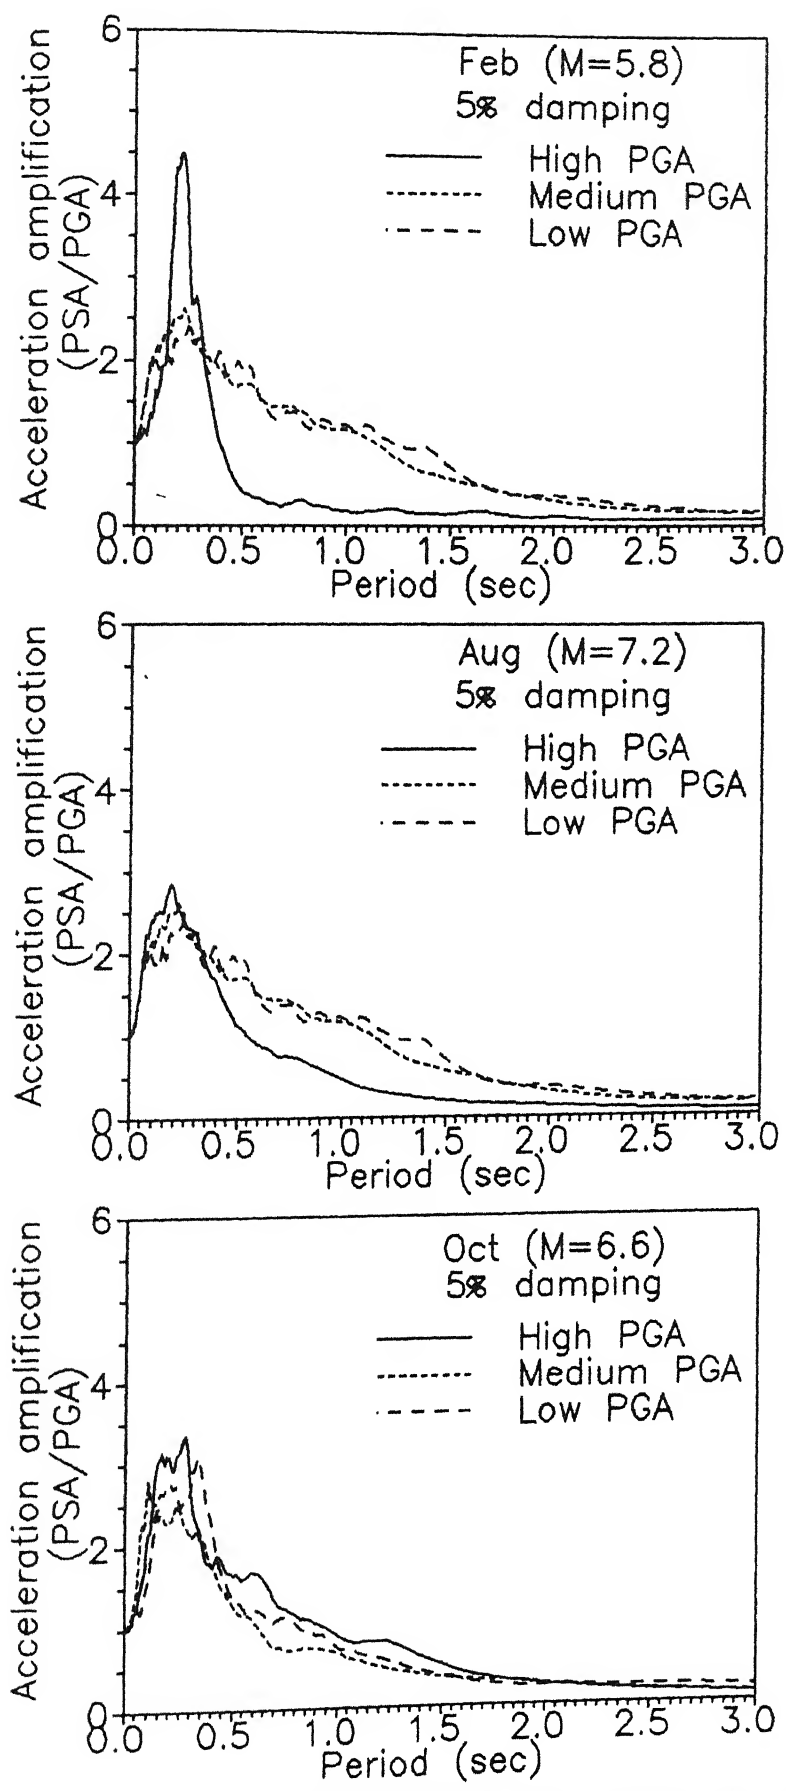 Acceleration amplification
(PSA/PGA)
6
4
2
0
Feb (M=5.8)
5% damping
High PGA
Medium PGA
Low PGA
0.0 0.5 1.0 1.5 2.0 2.5 3.0
Period (sec)
Acceleration amplification
(PSA/PGA)
6
4
2
0
Aug (M=7.2)
5% damping
High PGA
Medium PGA
Low PGA
0.0 0.5 1.0 1.5 2.0 2.5 3.0
Period (sec)
Acceleration amplification
(PSA/PGA)
6
4
2
0
Oct (M=6.6)
5% damping
High PGA
Medium PGA
Low PGA
0.0 0.5 1.0 1.5 2.0 2.5 3.0
Period (sec)